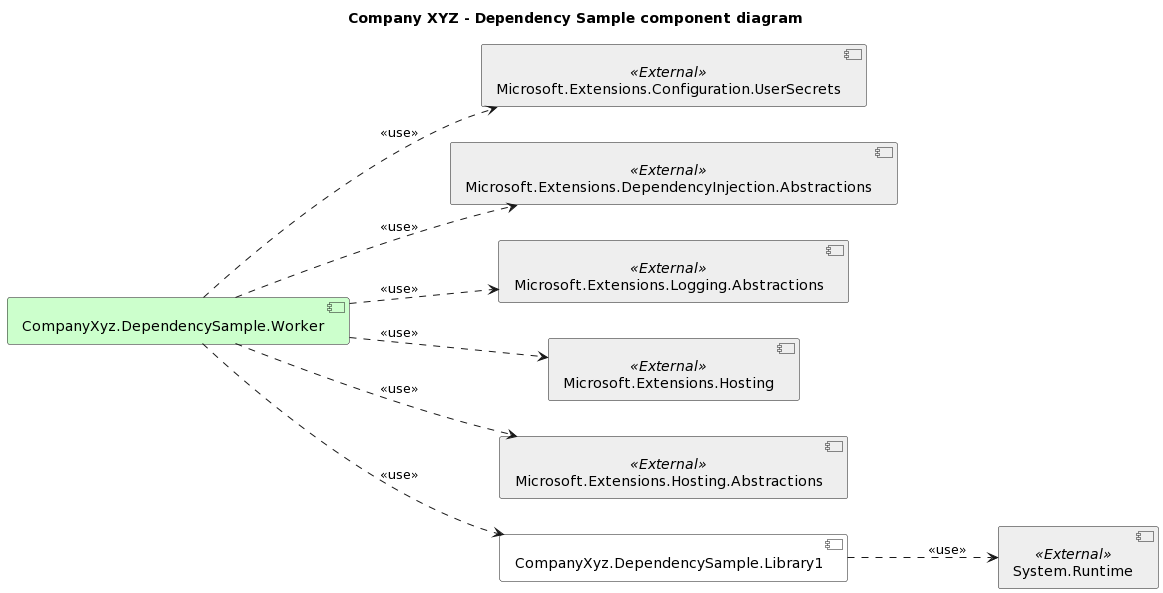 Company XYZ - Dependency Sample component diagram
«External»
Microsoft.Extensions.Configuration.UserSecrets
«use»
«External»
Microsoft.Extensions.DependencyInjection.Abstractions
«use»
«External»
Microsoft.Extensions.Logging.Abstractions
«use»
CompanyXyz.DependencySample.Worker
«use»
«External»
Microsoft.Extensions.Hosting
«use»
«External»
Microsoft.Extensions.Hosting.Abstractions
«use»
CompanyXyz.DependencySample.Library1
«use»
«External»
System.Runtime